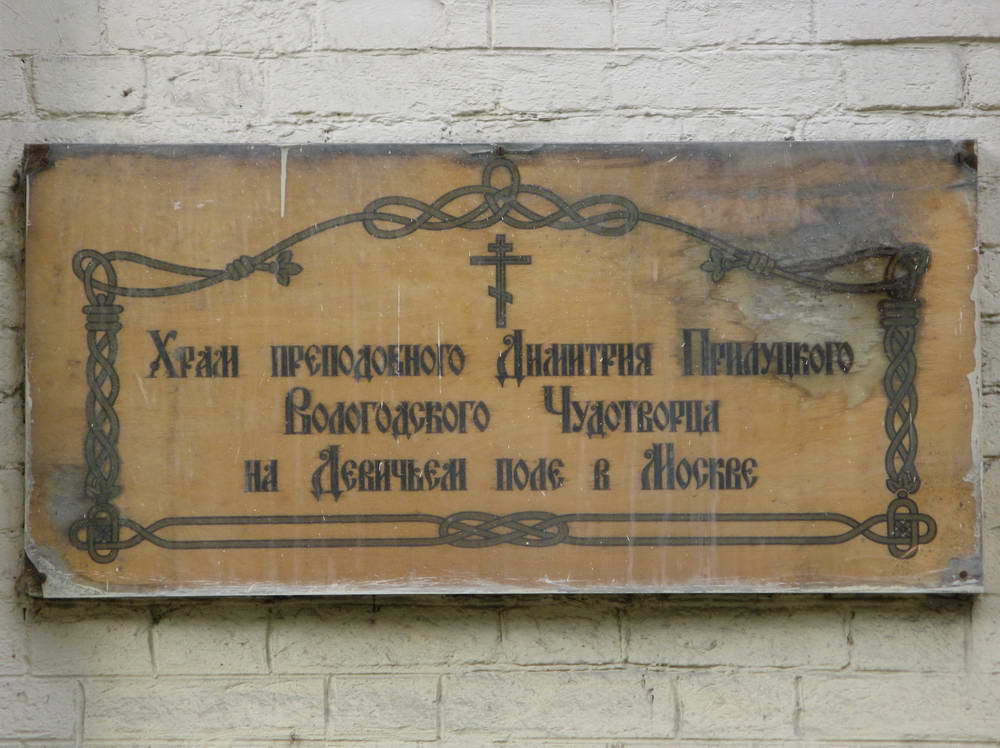 Храм преподобного Димитрия Прилуцкого
Вологодского Чудотворца
на Девичьем поле в Москве